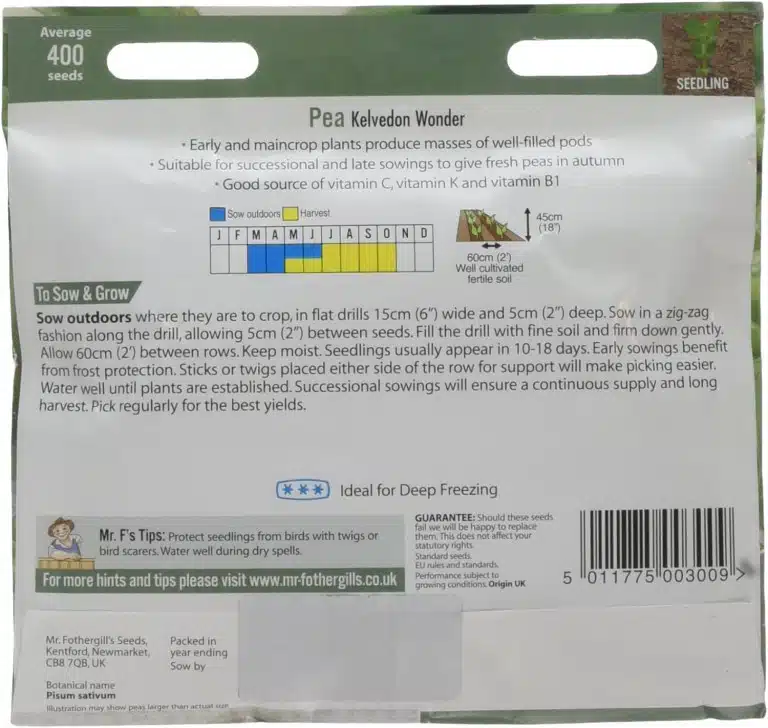 Average
400
seeds
SEEDLING
Pea Kelvedon Wonder
• Early and maincrop plants produce masses of well-filled pods
• Suitable for successional and late sowings to give fresh peas in autumn
• Good source of vitamin C, vitamin K and vitamin B1
Sow outdoors Harvest
J F M A M J J A S O N D
45cm
(18")
60cm (2')
Well cultivated
fertile soil
To Sow & Grow
Sow outdoors where they are to crop, in flat drills 15cm (6") wide and 5cm (2") deep. Sow in a zig-zag
fashion along the drill, allowing 5cm (2") between seeds. Fill the drill with fine soil and firm down gently.
Allow 60cm (2') between rows. Keep moist. Seedlings usually appear in 10-18 days. Early sowings benefit
from frost protection. Sticks or twigs placed either side of the row for support will make picking easier.
Water well until plants are established. Successional sowings will ensure a continuous supply and long
harvest. Pick regularly for the best yields.
Ideal for Deep Freezing
Mr. F's Tips: Protect seedlings from birds with twigs or
bird scarers. Water well during dry spells.
For more hints and tips please visit www.mr-fothergills.co.uk
GUARANTEE: Should these seeds
fail we will be happy to replace
them. This does not affect your
statutory rights.
Standard seeds.
EU rules and standards.
Performance subject to
growing conditions. Origin UK
5 011775 003009 >
Mr. Fothergill's Seeds,
Kentford, Newmarket,
CB8 7QB, UK
Packed in
year ending
Sow by
Botanical name
Pisum sativum
Illustration may show peas larger than actual size